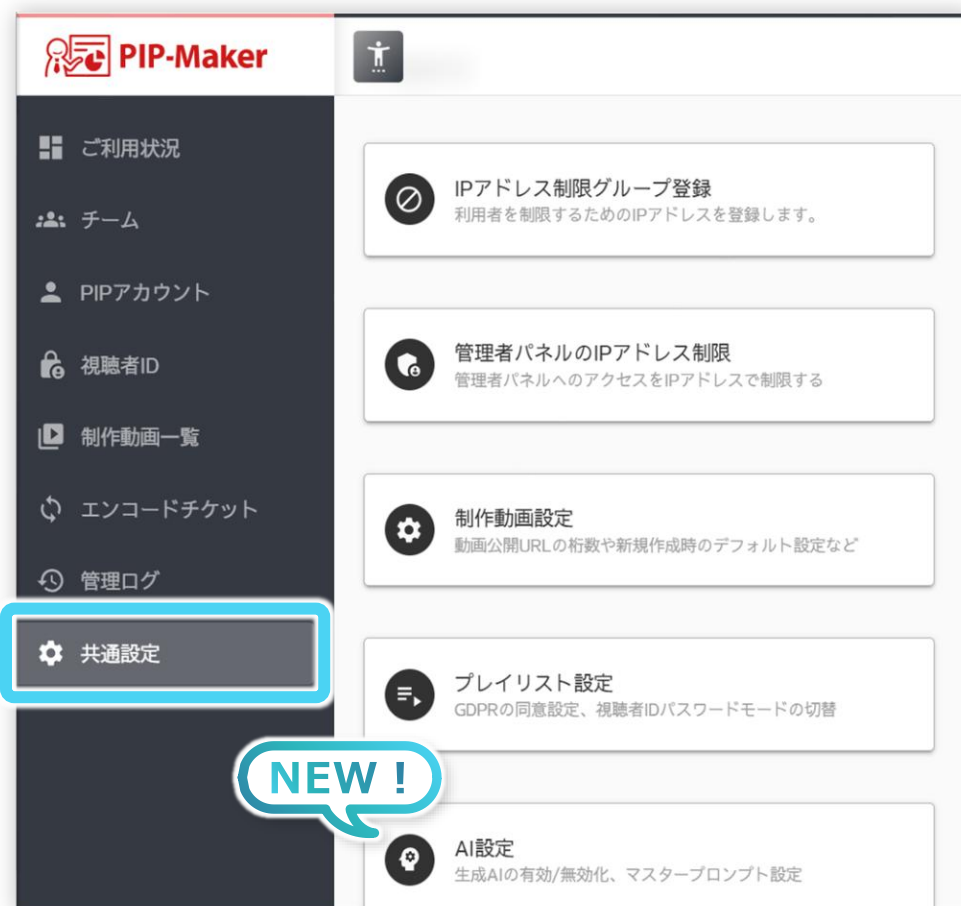 PIP-Maker
ご利用状況
チーム
PIPアカウント
視聴者ID
制作動画一覧
エンコードチケット
管理ログ
共通設定
IPアドレス制限グループ登録
利用者を制限するためのIPアドレスを登録します。
管理者パネルのIPアドレス制限
管理者パネルへのアクセスをIPアドレスで制限する
制作動画設定
動画公開URLの桁数や新規作成時のデフォルト設定など
プレイリスト設定
GDPRの同意設定、視聴者IDパスワードモードの切替
NEW！
AI設定
生成AIの有効/無効化、マスタープロンプト設定